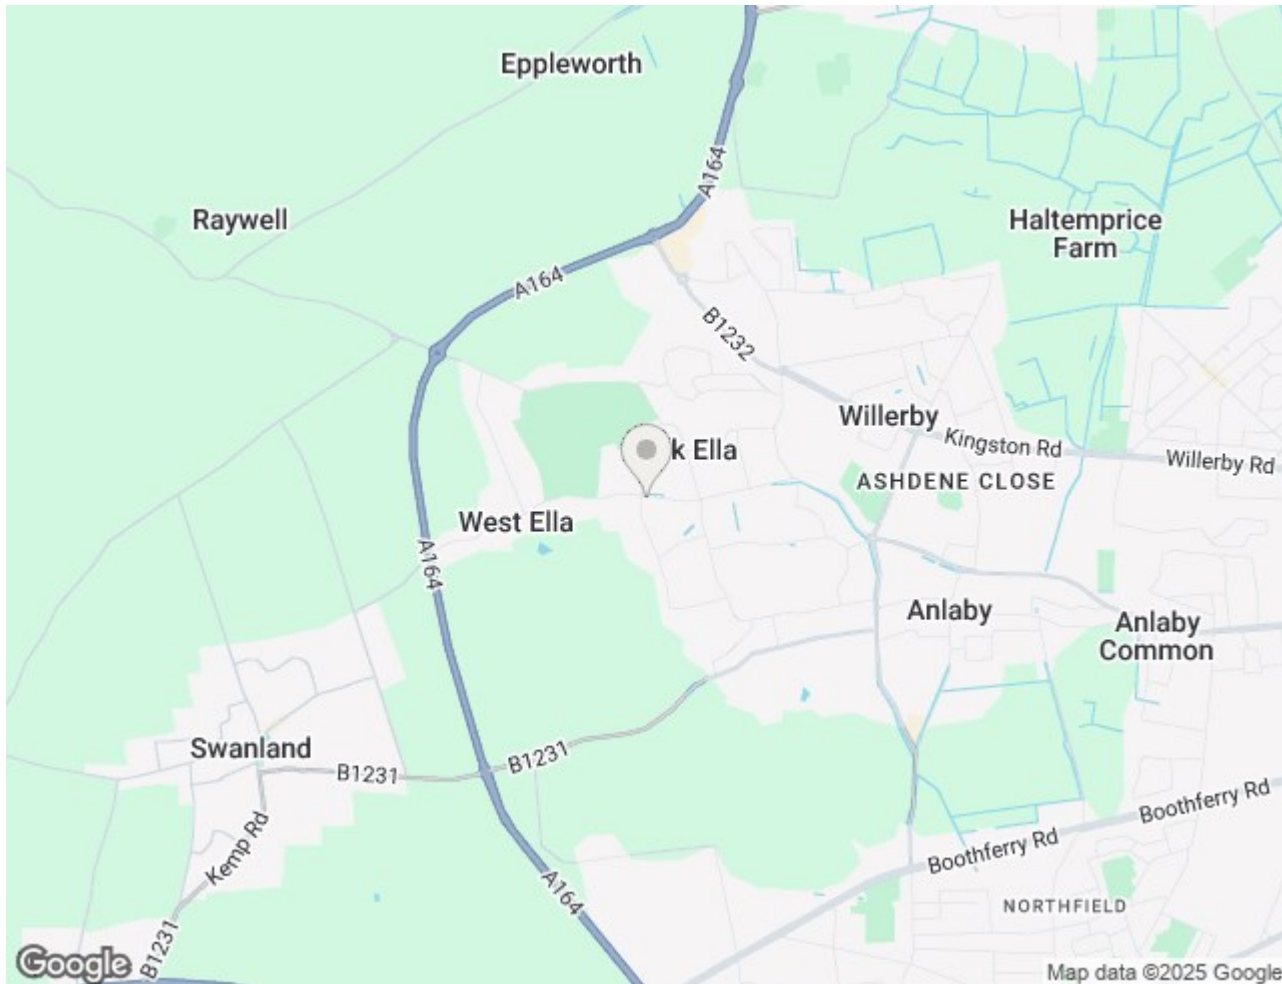 Eppleworth
A164
Raywell
Haltemprice
Farm
A164
B1232
Willerby
Kingston Rd
Willerby Rd
k Ella
ASHDENE CLOSE
West Ella
A164
Anlaby
Anlaby
Common
Swanland
B1231
B1231
Boothferry Rd
Kemp Rd
Boothferry Rd
A164
NORTHFIELD
B1231
Google
Map data ©2025 Google